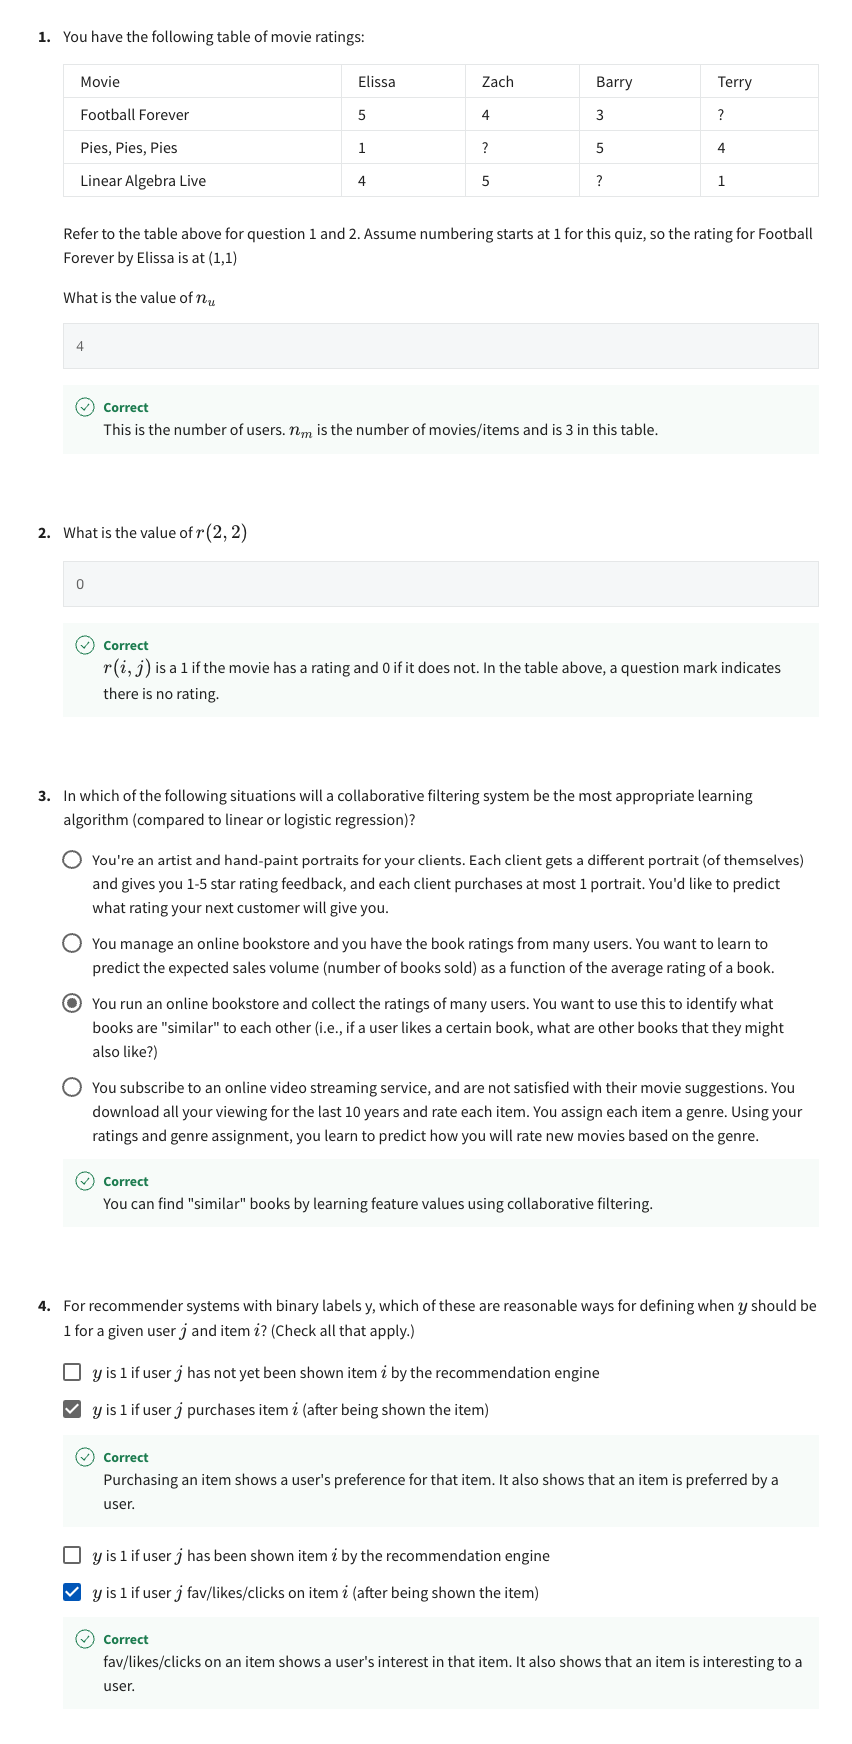 1. You have the following table of movie ratings:
Movie Elissa Zach Barry Terry
Football Forever 5 4 3 ?
Pies, Pies, Pies 1 ? 5 4
Linear Algebra Live 4 5 ? 1
Refer to the table above for question 1 and 2. Assume numbering starts at 1 for this quiz, so the rating for Football
Forever by Elissa is at (1,1)
What is the value of n_u
4
Correct
This is the number of users. n_m is the number of movies/items and is 3 in this table.
2. What is the value of r(2, 2)
0
Correct
r(i, j) is a 1 if the movie has a rating and 0 if it does not. In the table above, a question mark indicates
there is no rating.
3. In which of the following situations will a collaborative filtering system be the most appropriate learning
algorithm (compared to linear or logistic regression)?
You're an artist and hand-paint portraits for your clients. Each client gets a different portrait (of themselves)
and gives you 1-5 star rating feedback, and each client purchases at most 1 portrait. You'd like to predict
what rating your next customer will give you.
You manage an online bookstore and you have the book ratings from many users. You want to learn to
predict the expected sales volume (number of books sold) as a function of the average rating of a book.
You run an online bookstore and collect the ratings of many users. You want to use this to identify what
books are "similar" to each other (i.e., if a user likes a certain book, what are other books that they might
also like?)
You subscribe to an online video streaming service, and are not satisfied with their movie suggestions. You
download all your viewing for the last 10 years and rate each item. You assign each item a genre. Using your
ratings and genre assignment, you learn to predict how you will rate new movies based on the genre.
Correct
You can find "similar" books by learning feature values using collaborative filtering.
4. For recommender systems with binary labels y, which of these are reasonable ways for defining when y should be
1 for a given user j and item i? (Check all that apply.)
y is 1 if user j has not yet been shown item i by the recommendation engine
y is 1 if user j purchases item i (after being shown the item)
Correct
Purchasing an item shows a user's preference for that item. It also shows that an item is preferred by a
user.
y is 1 if user j has been shown item i by the recommendation engine
y is 1 if user j fav/likes/clicks on item i (after being shown the item)
Correct
fav/likes/clicks on an item shows a user's interest in that item. It also shows that an item is interesting to a
user.